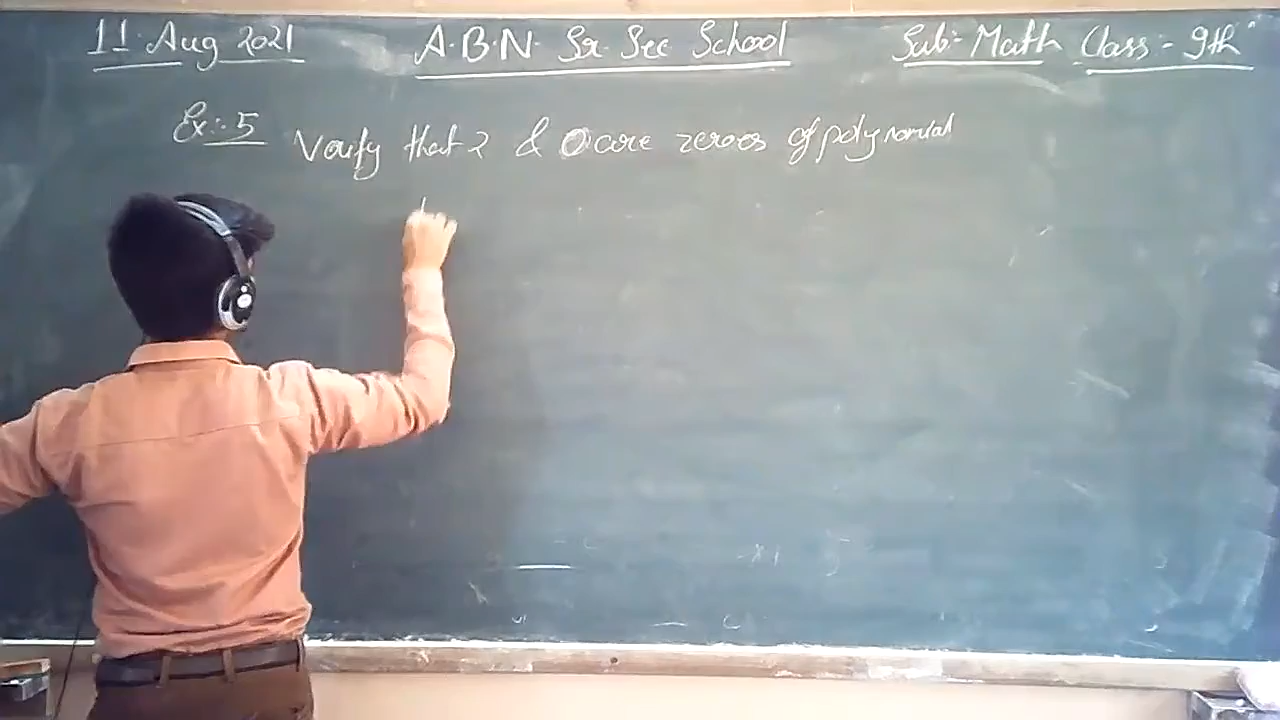 11 Aug 2021 A.B.N. Sr. Sec School Sub:- Math Class:- 9th
Ex:- 5 Verify that 2 & 0 are zeroes of polynomial